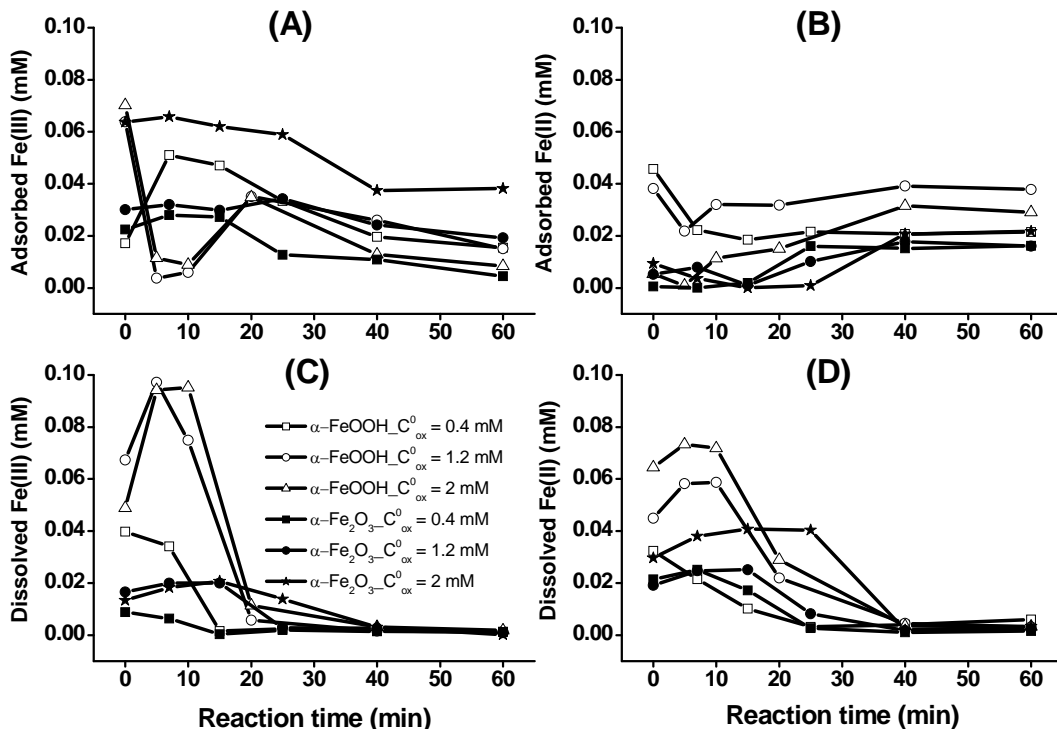 (A)
(B)
0.10
0.08
0.06
0.04
0.02
0.00
Adsorbed Fe(III) (mM)
0 10 20 30 40 50 60
0.10
0.08
0.06
0.04
0.02
0.00
Adsorbed Fe(II) (mM)
0 10 20 30 40 50 60
(C)
(D)
0.10
0.08
0.06
0.04
0.02
0.00
Dissolved Fe(III) (mM)
α−FeOOH_C⁰ox = 0.4 mM
α−FeOOH_C⁰ox = 1.2 mM
α−FeOOH_C⁰ox = 2 mM
α−Fe₂O₃_C⁰ox = 0.4 mM
α−Fe₂O₃_C⁰ox = 1.2 mM
α−Fe₂O₃_C⁰ox = 2 mM
0 10 20 30 40 50 60
Reaction time (min)
0.10
0.08
0.06
0.04
0.02
0.00
Dissolved Fe(II) (mM)
0 10 20 30 40 50 60
Reaction time (min)